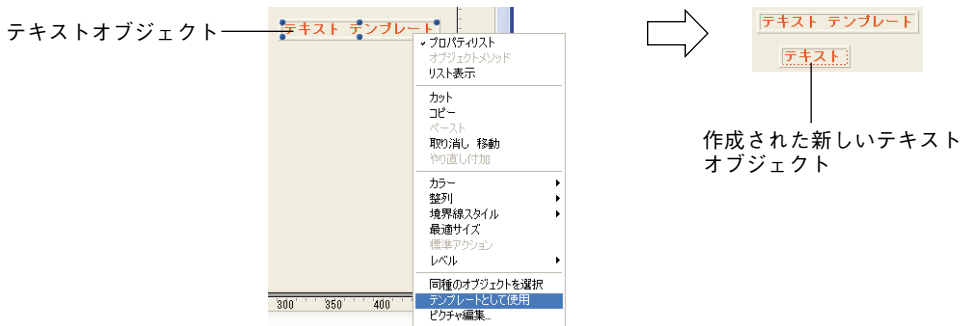 テキストオブジェクト
テキスト テンプレート
プロパティリスト
オブジェクトメソッド
リスト表示
カット
コピー
ペースト
取り消し 移動
やり直し 付加
カラー
整列
境界線スタイル
最適サイズ
標準アクション
レベル
同種のオブジェクトを選択
テンプレートとして使用
ピクチャ編集...
300 350 400
テキスト テンプレート
テキスト
作成された新しいテキスト
オブジェクト